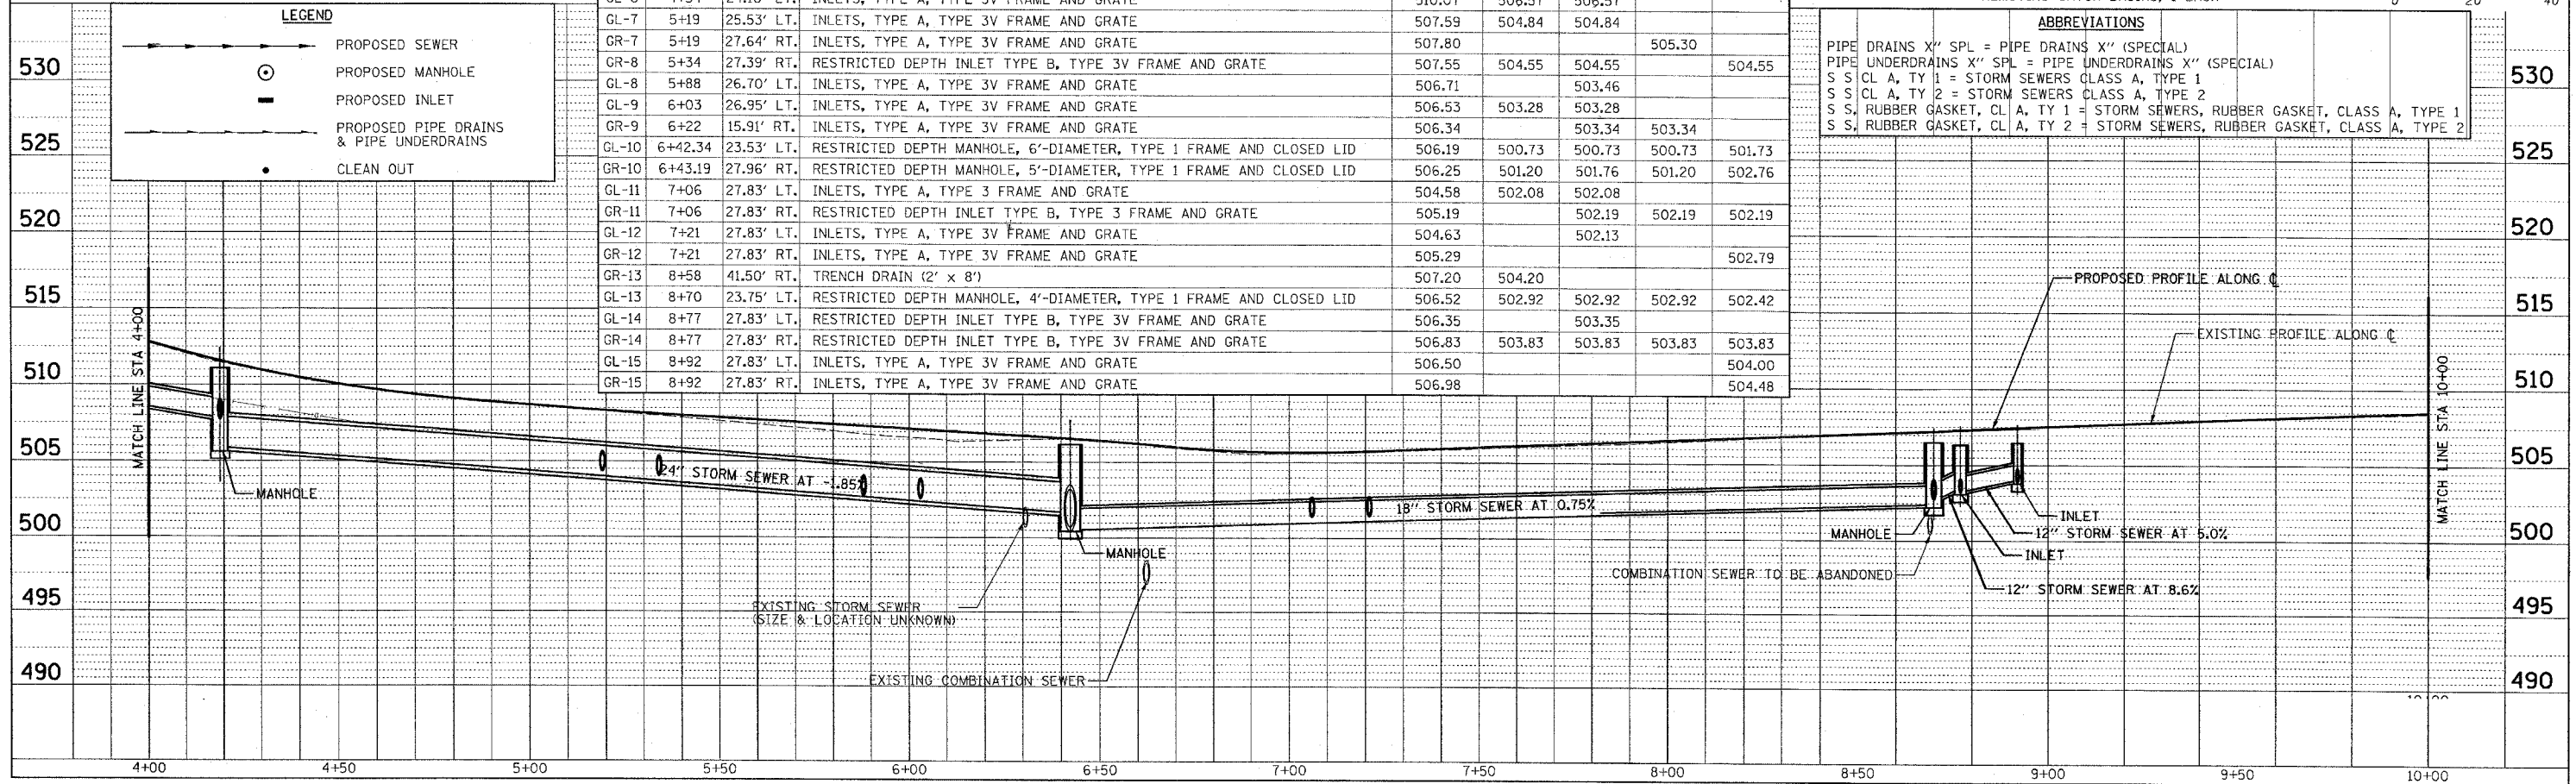 LEGEND
PROPOSED SEWER
PROPOSED MANHOLE
PROPOSED INLET
PROPOSED PIPE DRAINS
& PIPE UNDERDRAINS
CLEAN OUT
GL-7 5+19 25.53' LT. INLETS, TYPE A, TYPE 3V FRAME AND GRATE 507.59 504.84 504.84
GR-7 5+19 27.64' RT. INLETS, TYPE A, TYPE 3V FRAME AND GRATE 507.80 505.30
GR-8 5+34 27.39' RT. RESTRICTED DEPTH INLET TYPE B, TYPE 3V FRAME AND GRATE 507.55 504.55 504.55 504.55
GL-8 5+88 26.70' LT. INLETS, TYPE A, TYPE 3V FRAME AND GRATE 506.71 503.46
GL-9 6+03 26.95' LT. INLETS, TYPE A, TYPE 3V FRAME AND GRATE 506.53 503.28 503.28
GR-9 6+22 15.91' RT. INLETS, TYPE A, TYPE 3V FRAME AND GRATE 506.34 503.34 503.34
GL-10 6+42.34 23.53' LT. RESTRICTED DEPTH MANHOLE, 6'-DIAMETER, TYPE 1 FRAME AND CLOSED LID 506.19 500.73 500.73 500.73 501.73
GR-10 6+43.19 27.96' RT. RESTRICTED DEPTH MANHOLE, 5'-DIAMETER, TYPE 1 FRAME AND CLOSED LID 506.25 501.20 501.76 501.20 502.76
GL-11 7+06 27.83' LT. INLETS, TYPE A, TYPE 3 FRAME AND GRATE 504.58 502.08 502.08
GR-11 7+06 27.83' RT. RESTRICTED DEPTH INLET TYPE B, TYPE 3 FRAME AND GRATE 505.19 502.19 502.19 502.19
GL-12 7+21 27.83' LT. INLETS, TYPE A, TYPE 3V FRAME AND GRATE 504.63 502.13
GR-12 7+21 27.83' RT. INLETS, TYPE A, TYPE 3V FRAME AND GRATE 505.29 502.79
GR-13 8+58 41.50' RT. TRENCH DRAIN (2' x 8') 507.20 504.20
GL-13 8+70 23.75' LT. RESTRICTED DEPTH MANHOLE, 4'-DIAMETER, TYPE 1 FRAME AND CLOSED LID 506.52 502.92 502.92 502.92 502.42
GL-14 8+77 27.83' LT. RESTRICTED DEPTH INLET TYPE B, TYPE 3V FRAME AND GRATE 506.35 503.35
GR-14 8+77 27.83' RT. RESTRICTED DEPTH INLET TYPE B, TYPE 3V FRAME AND GRATE 506.83 503.83 503.83 503.83 503.83
GL-15 8+92 27.83' LT. INLETS, TYPE A, TYPE 3V FRAME AND GRATE 506.50 504.00
GR-15 8+92 27.83' RT. INLETS, TYPE A, TYPE 3V FRAME AND GRATE 506.98 504.48
ABBREVIATIONS
PIPE DRAINS X" SPL = PIPE DRAINS X" (SPECIAL)
PIPE UNDERDRAINS X" SPL = PIPE UNDERDRAINS X" (SPECIAL)
S S CL A, TY 1 = STORM SEWERS CLASS A, TYPE 1
S S CL A, TY 2 = STORM SEWERS CLASS A, TYPE 2
S S, RUBBER GASKET, CL A, TY 1 = STORM SEWERS, RUBBER GASKET, CLASS A, TYPE 1
S S, RUBBER GASKET, CL A, TY 2 = STORM SEWERS, RUBBER GASKET, CLASS A, TYPE 2
530 530
525 525
520 520
515 515
510 510
505 505
500 500
495 495
490 490
MATCH LINE STA 4+00
MANHOLE
24" STORM SEWER AT -1.85%
EXISTING STORM SEWER
(SIZE & LOCATION UNKNOWN)
MANHOLE
EXISTING COMBINATION SEWER
18" STORM SEWER AT 0.75%
PROPOSED PROFILE ALONG ℄
EXISTING PROFILE ALONG ℄
MANHOLE
COMBINATION SEWER TO BE ABANDONED
INLET
12" STORM SEWER AT 5.0%
INLET
12" STORM SEWER AT 8.6%
MATCH LINE STA 10+00
4+00 4+50 5+00 5+50 6+00 6+50 7+00 7+50 8+00 8+50 9+00 9+50 10+00